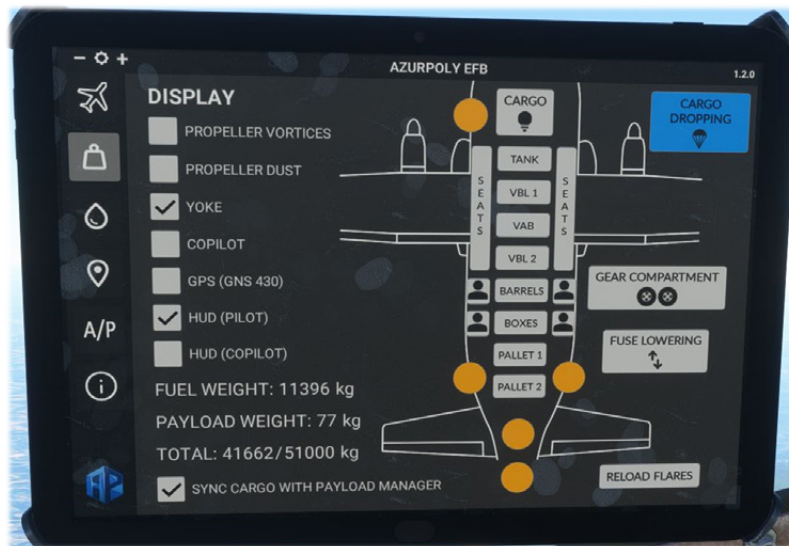 AZURPOLY EFB
1.2.0
DISPLAY
PROPELLER VORTICES
PROPELLER DUST
YOKE
COPILOT
GPS (GNS 430)
HUD (PILOT)
HUD (COPILOT)
FUEL WEIGHT: 11396 kg
PAYLOAD WEIGHT: 77 kg
TOTAL: 41662/51000 kg
SYNC CARGO WITH PAYLOAD MANAGER
A/P
CARGO
TANK
VBL 1
VAB
VBL 2
BARRELS
BOXES
PALLET 1
PALLET 2
SEATS
SEATS
CARGO
DROPPING
GEAR COMPARTMENT
FUSE LOWERING
RELOAD FLARES